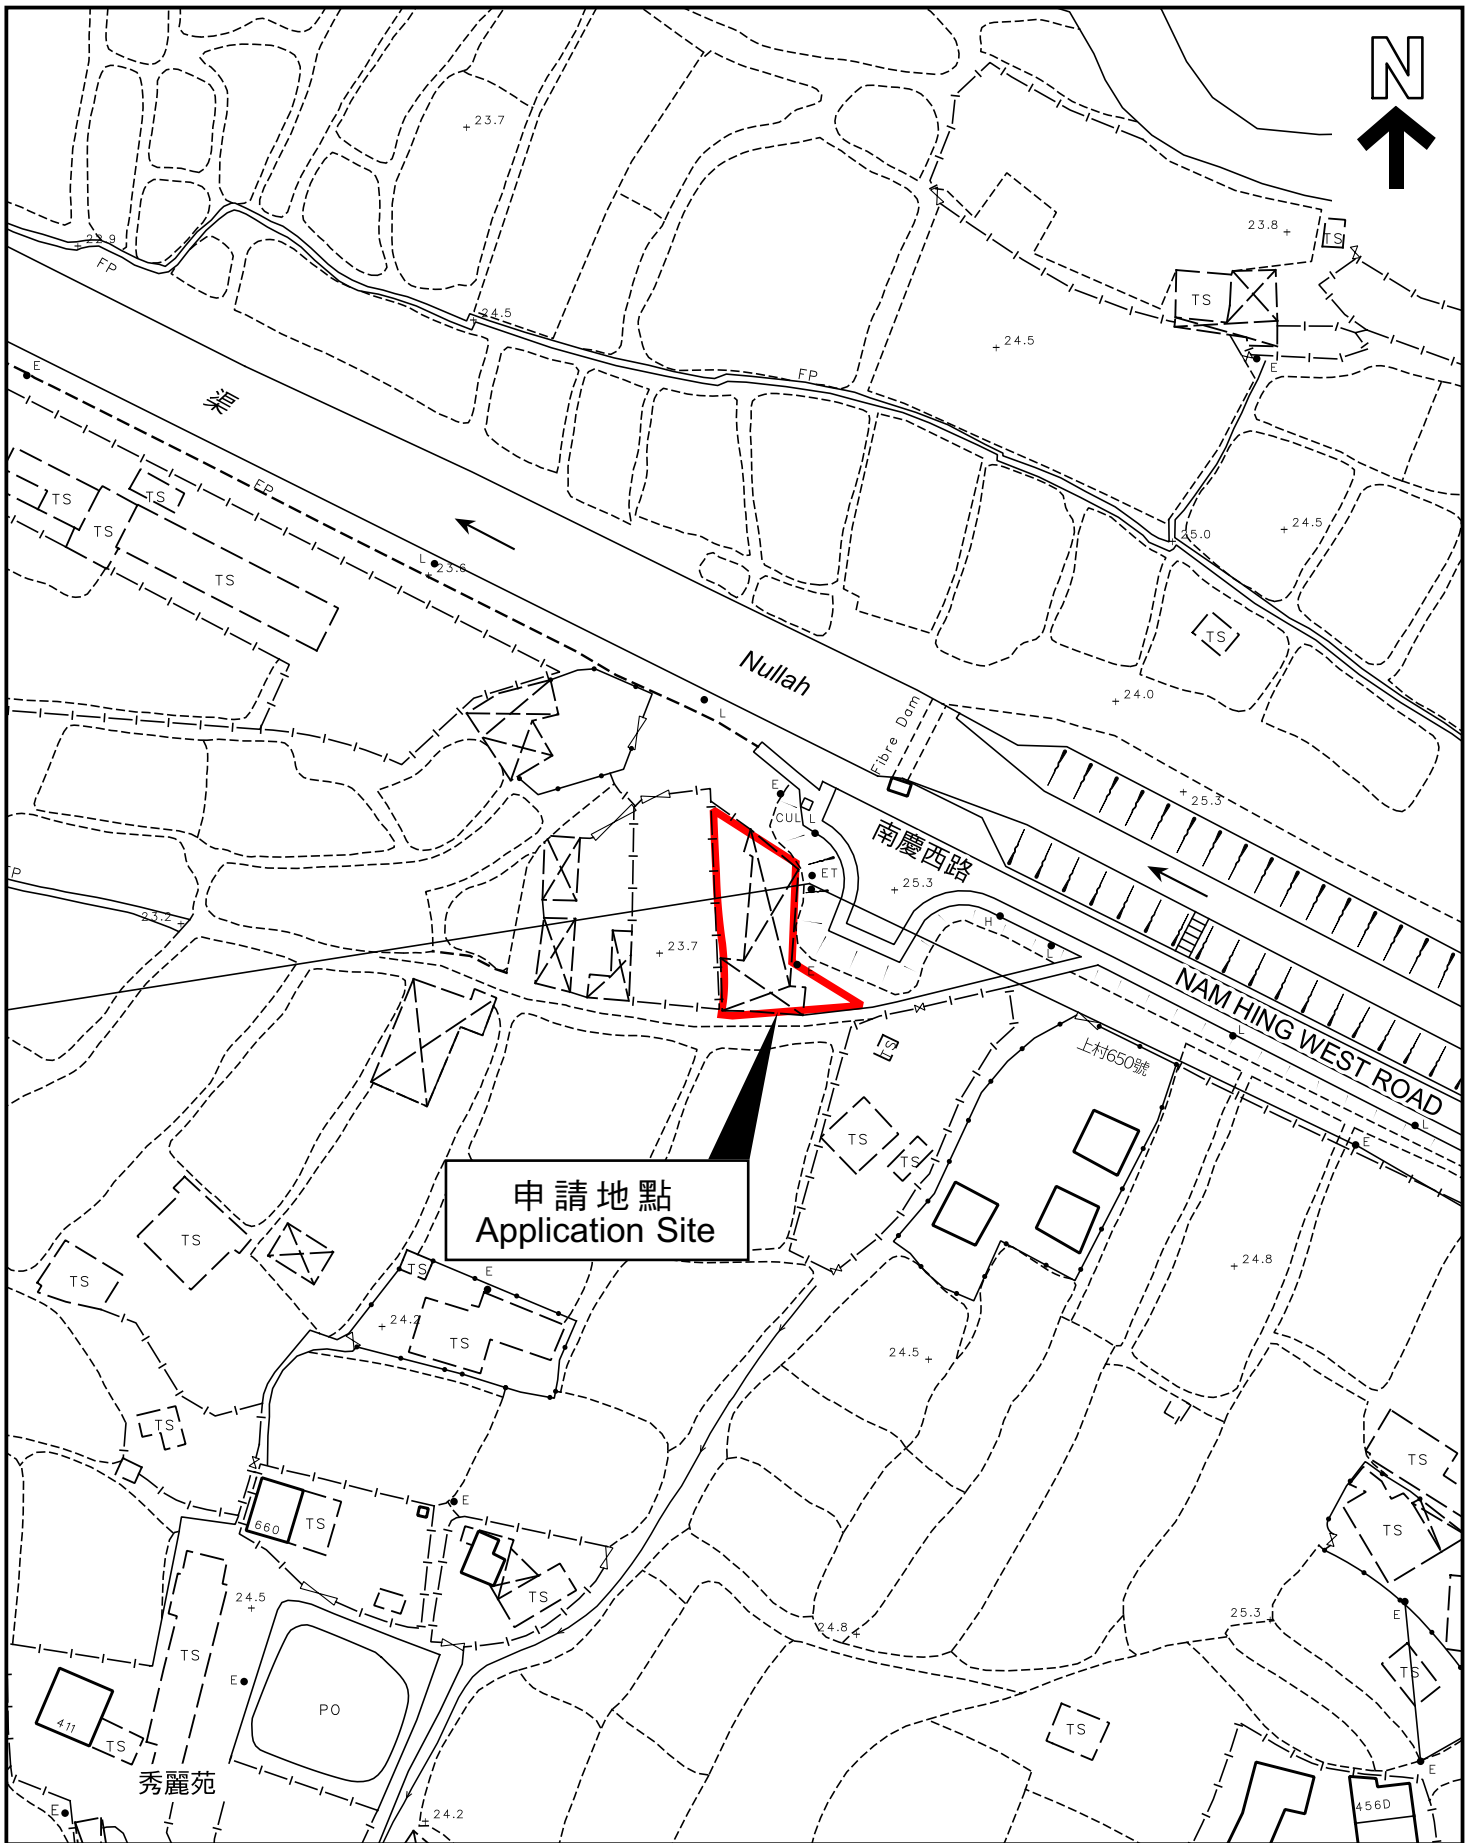 N
23.7
23.8
TS
22.9
FP
TS
24.5
24.5
E
FP
E
渠
TS
TS
FP
TS
24.5
25.0
L
23.6
TS
TS
Nullah
24.0
L
Fibre Dam
E
25.3
CUL
L
南慶西路
FP
ET
25.3
L
23.2
H
23.7
L
E
NAM HING WEST ROAD
L
TS
上村650號
L
TS
E
TS
申請地點
Application Site
TS
24.8
TS
TS
E
24.2
TS
24.5
TS
TS
E
660
TS
TS
TS
24.5
25.3
E
24.8
TS
TS
E
PO
411
TS
TS
秀麗苑
E
E
456D
24.2